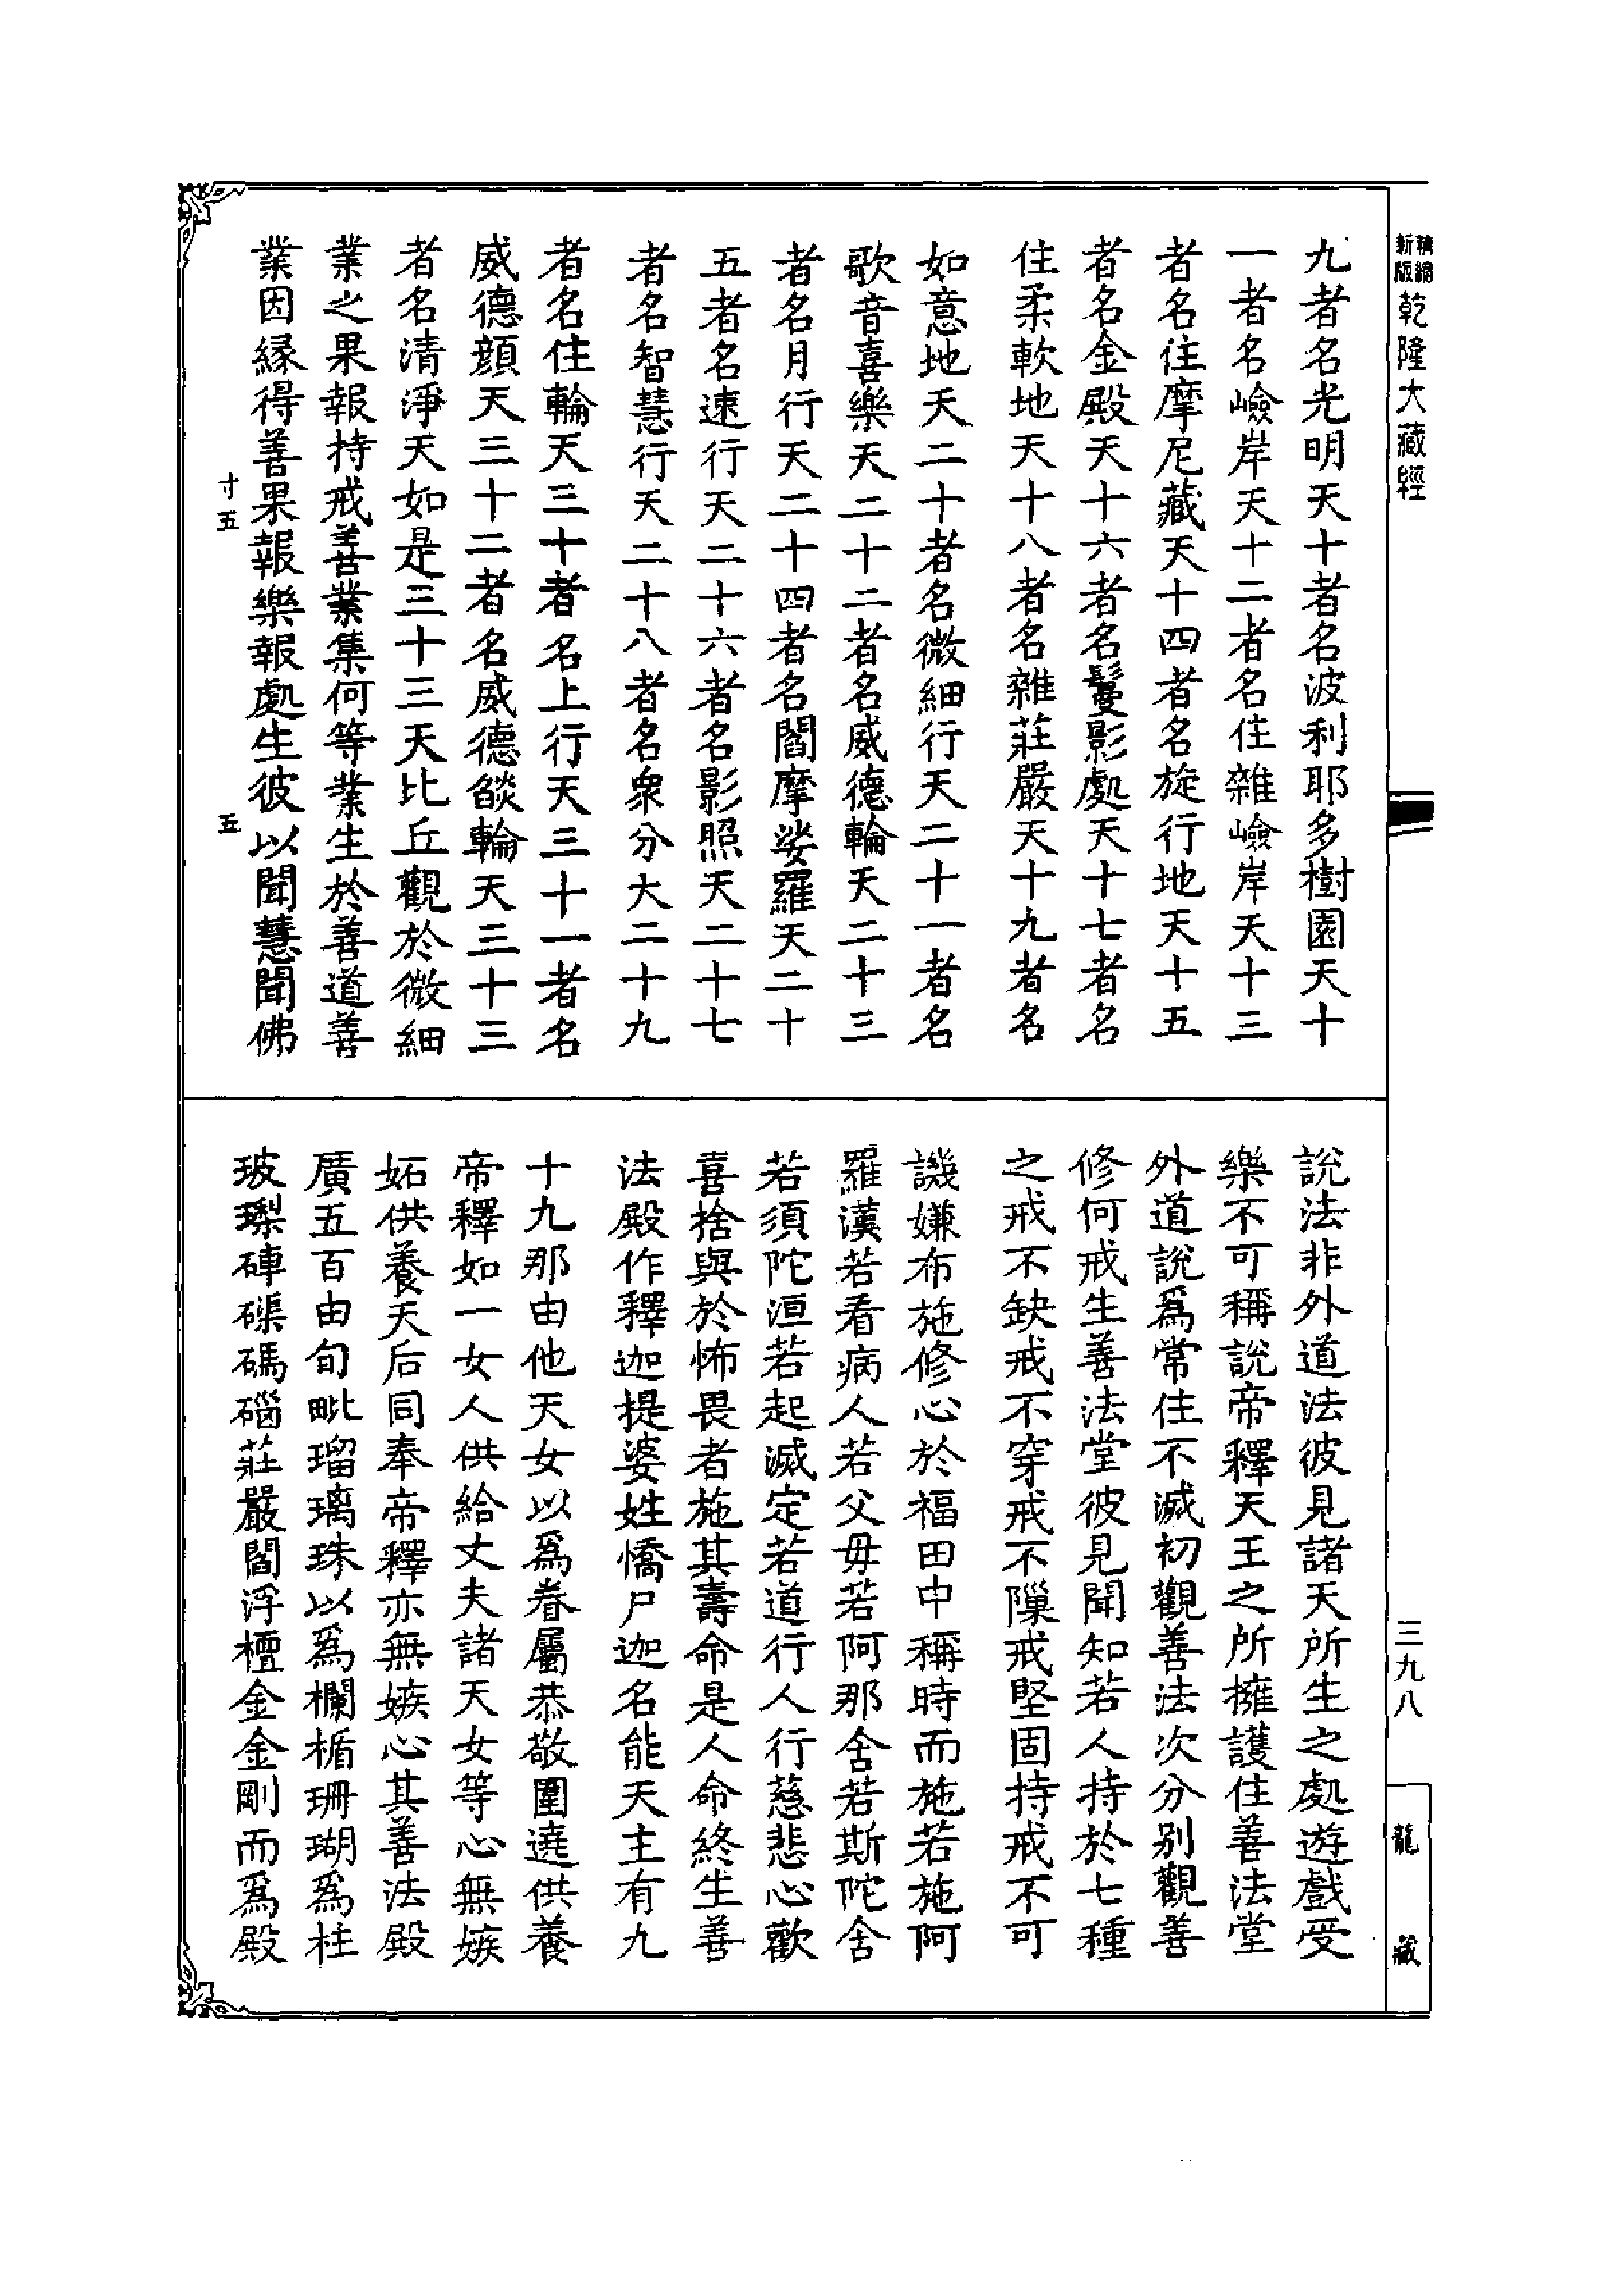 精縮新版乾隆大藏經
九者名光明天十者名波利耶多樹園天十
一者名嶮岸天十二者名住雜嶮岸天十三
者名住摩尼藏天十四者名旋行地天十五
者名金殿天十六者名鬘影處天十七者名
住柔軟地天十八者名雜莊嚴天十九者名
如意地天二十者名微細行天二十一者名
歌音喜樂天二十二者名威德輪天二十三
者名月行天二十四者名閻摩娑羅天二十
五者名速行天二十六者名影照天二十七
者名智慧行天二十八者名衆分大二十九
者名住輪天三十者名上行天三十一者名
威德顏天三十二者名威德燄輪天三十三
者名清淨天如是三十三天比丘觀於微細
業之果報持戒善業集何等業生於善道善
業因緣得善果報樂報處生彼以聞慧聞佛
寸五
五
說法非外道法彼見諸天所生之處遊戲受
樂不可稱說帝釋天王之所擁護住善法堂
外道說爲常住不滅初觀善法次分別觀善
修何戒生善法堂彼見聞知若人持於七種
之戒不缺戒不穿戒不隟戒堅固持戒不可
譏嫌布施修心於福田中稱時而施若施阿
羅漢若看病人若父毋若阿那含若斯陀含
若須陀洹若起滅定若道行人行慈悲心歡
喜捨與於怖畏者施其壽命是人命終生善
法殿作釋迦提婆姓憍尸迦名能天主有九
十九那由他天女以爲眷屬恭敬圍遶供養
帝釋如一女人供給丈夫諸天女等心無嫉
妬供養天后同奉帝釋亦無嫉心其善法殿
廣五百由旬毗瑠璃珠以爲欄楯珊瑚爲柱
玻瓈硨磲碼碯莊嚴閻浮檀金金剛而爲殿
三九八
龍藏